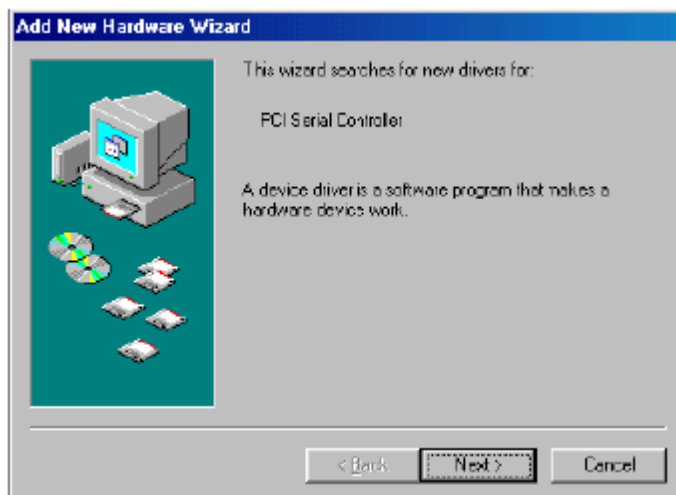 Add New Hardware Wizard
This wizard searches for new drivers for:
PCI Serial Controller
A device driver is a software program that makes a
hardware device work.
< Back
Next >
Cancel